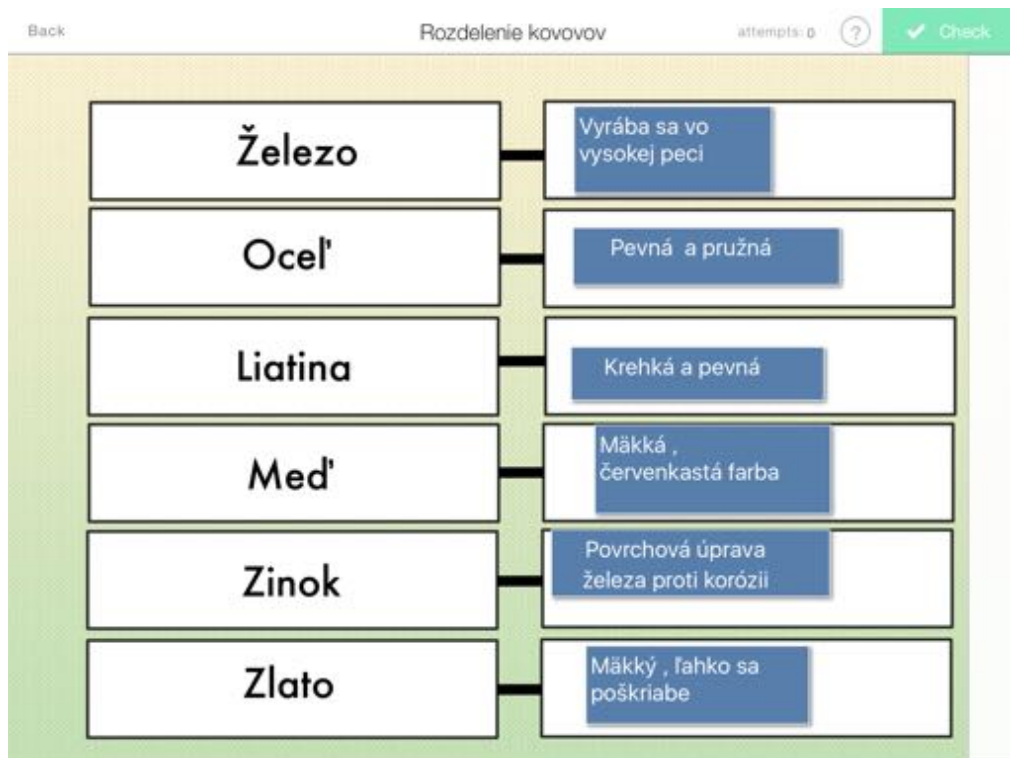 Back
Rozdelenie kovovov
attempts: 0
?
Check
Železo
Vyrába sa vo
vysokej peci
Oceľ
Pevná a pružná
Liatina
Krehká a pevná
Meď
Mäkká ,
červenkastá farba
Zinok
Povrchová úprava
železa proti korózii
Zlato
Mäkký , ľahko sa
poškriabe